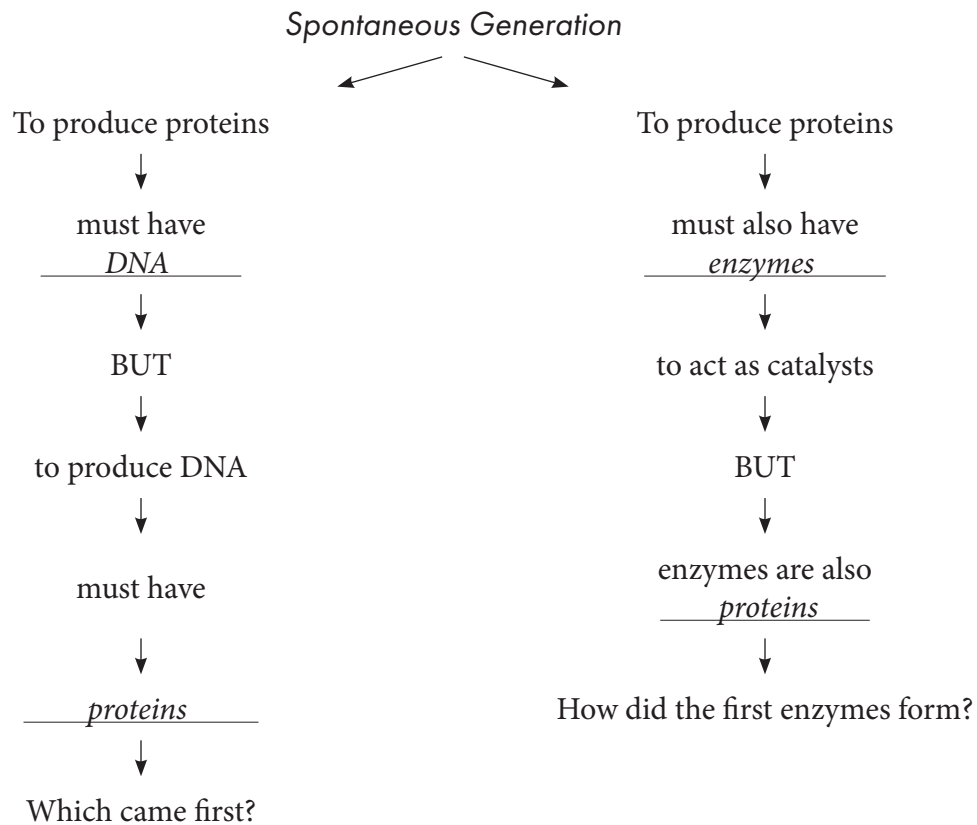 Spontaneous Generation
To produce proteins
must have
DNA
BUT
to produce DNA
must have
proteins
Which came first?
To produce proteins
must also have
enzymes
to act as catalysts
BUT
enzymes are also
proteins
How did the first enzymes form?